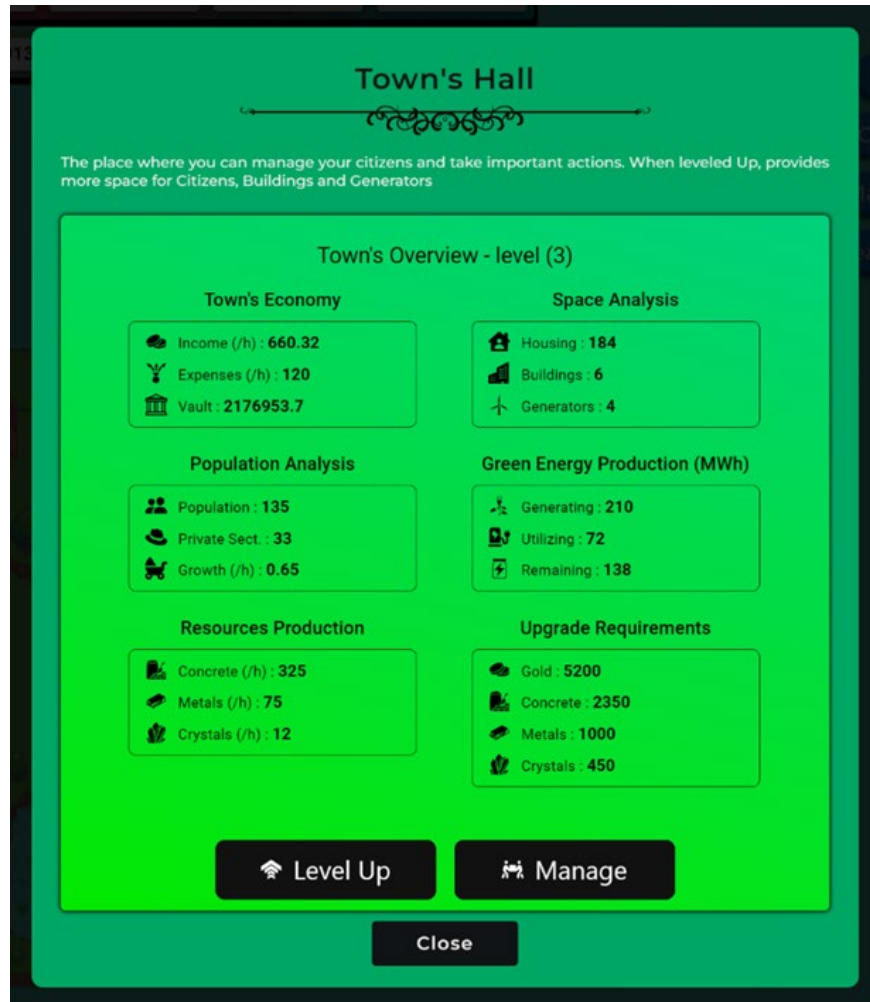 Town's Hall
The place where you can manage your citizens and take important actions. When leveled Up, provides
more space for Citizens, Buildings and Generators
Town's Overview - level (3)
Town's Economy
Income (/h) : 660.32
Expenses (/h) : 120
Vault : 2176953.7
Space Analysis
Housing : 184
Buildings : 6
Generators : 4
Population Analysis
Population : 135
Private Sect. : 33
Growth (/h) : 0.65
Green Energy Production (MWh)
Generating : 210
Utilizing : 72
Remaining : 138
Resources Production
Concrete (/h) : 325
Metals (/h) : 75
Crystals (/h) : 12
Upgrade Requirements
Gold : 5200
Concrete : 2350
Metals : 1000
Crystals : 450
Level Up
Manage
Close